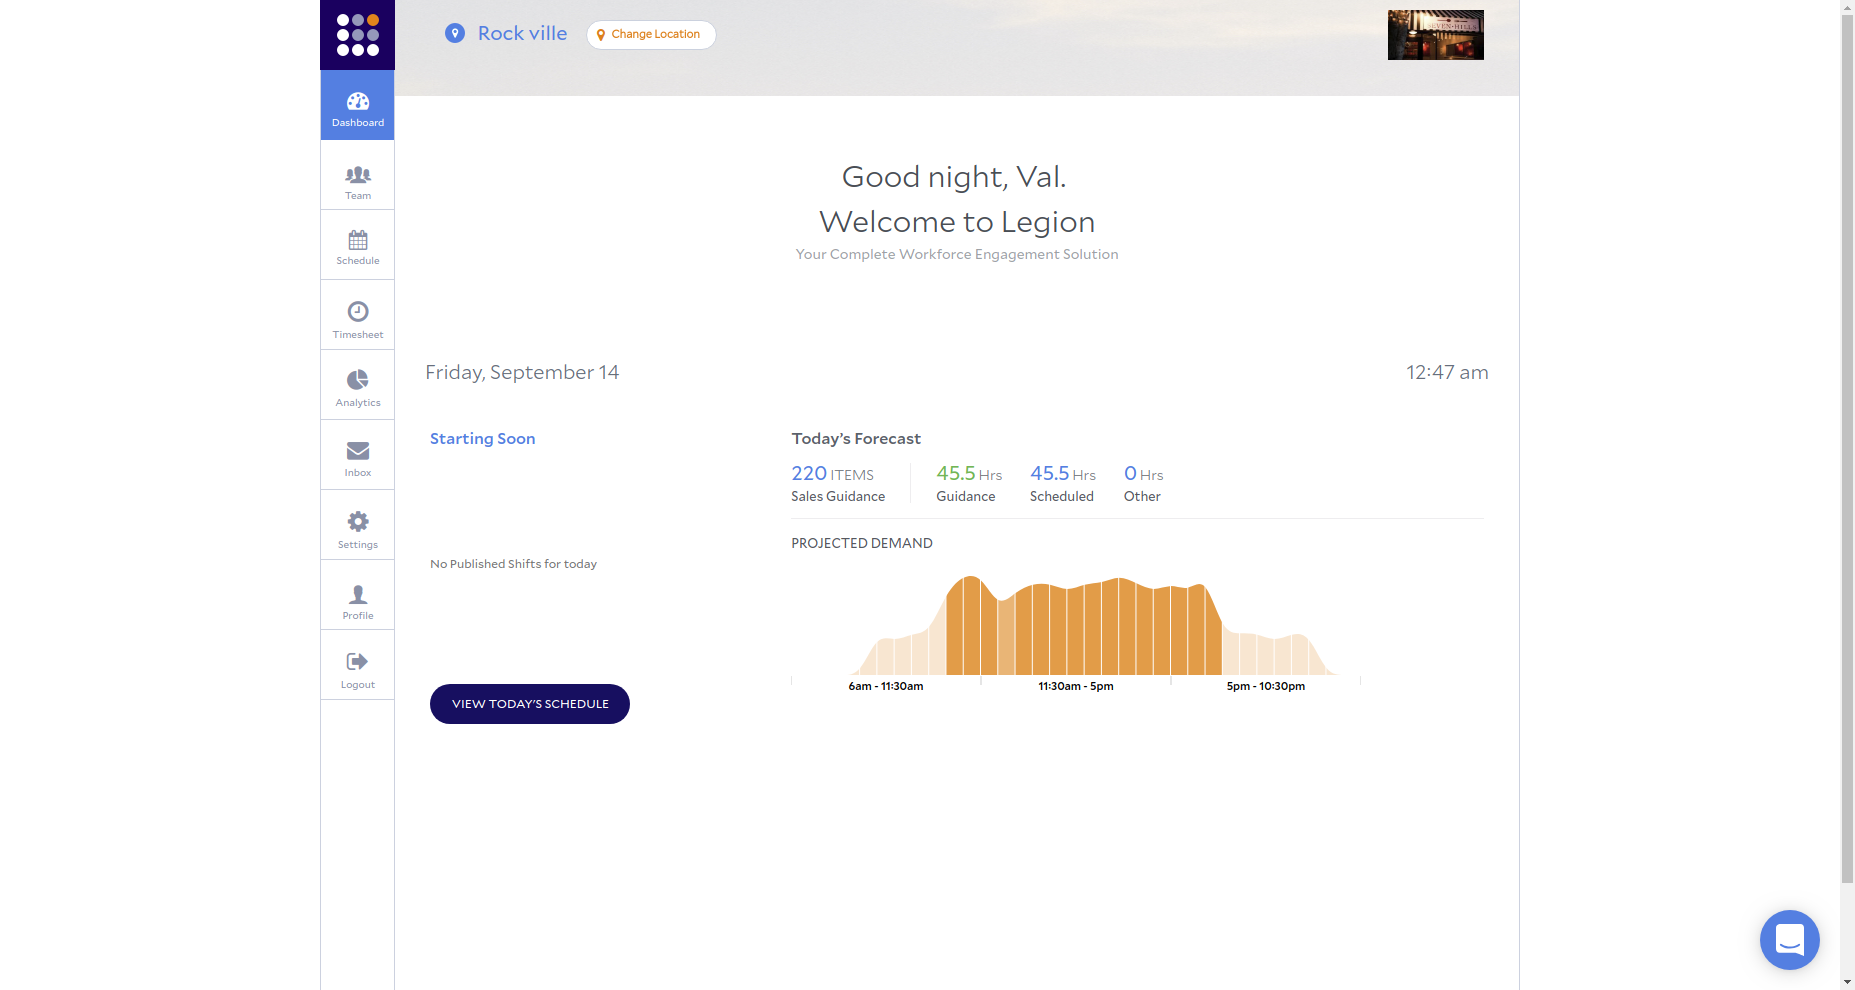 Rock ville
Change Location
Dashboard
Team
Schedule
Timesheet
Analytics
Inbox
Settings
Profile
Logout
Good night, Val.
Welcome to Legion
Your Complete Workforce Engagement Solution
Friday, September 14
12:47 am
Starting Soon
No Published Shifts for today
VIEW TODAY'S SCHEDULE
Today's Forecast
220 ITEMS
Sales Guidance
45.5 Hrs
Guidance
45.5 Hrs
Scheduled
0 Hrs
Other
PROJECTED DEMAND
6am - 11:30am
11:30am - 5pm
5pm - 10:30pm